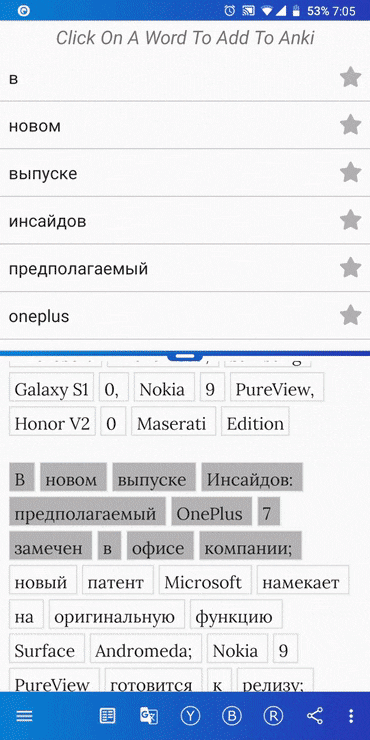 53% 7:05
Click On A Word To Add To Anki
в
новом
выпуске
инсайдов
предполагаемый
oneplus
Galaxy S1 0, Nokia 9 PureView,
Honor V2 0 Maserati Edition
В новом выпуске Инсайдов:
предполагаемый OnePlus 7
замечен в офисе компании;
новый патент Microsoft намекает
на оригинальную функцию
Surface Andromeda; Nokia 9
PureView готовится к релизу;
Y B R